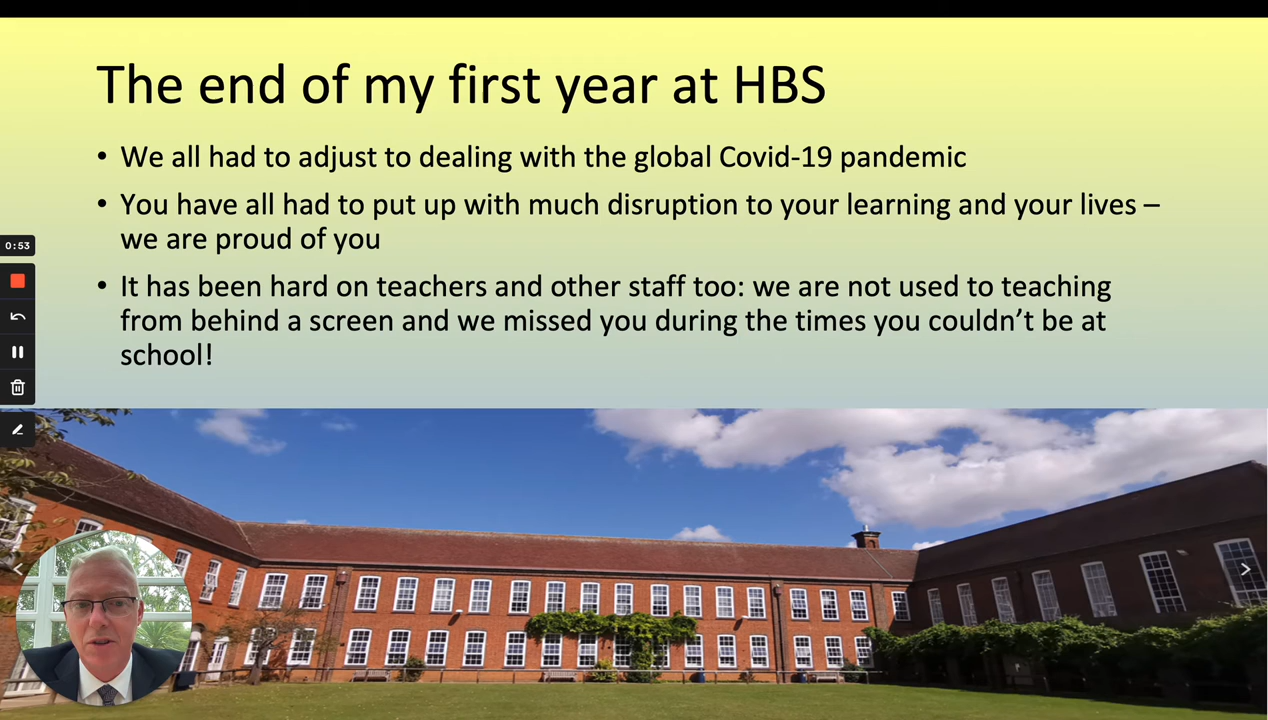 The end of my first year at HBS
• We all had to adjust to dealing with the global Covid-19 pandemic
• You have all had to put up with much disruption to your learning and your lives –
we are proud of you
0:53
• It has been hard on teachers and other staff too: we are not used to teaching
from behind a screen and we missed you during the times you couldn’t be at
school!